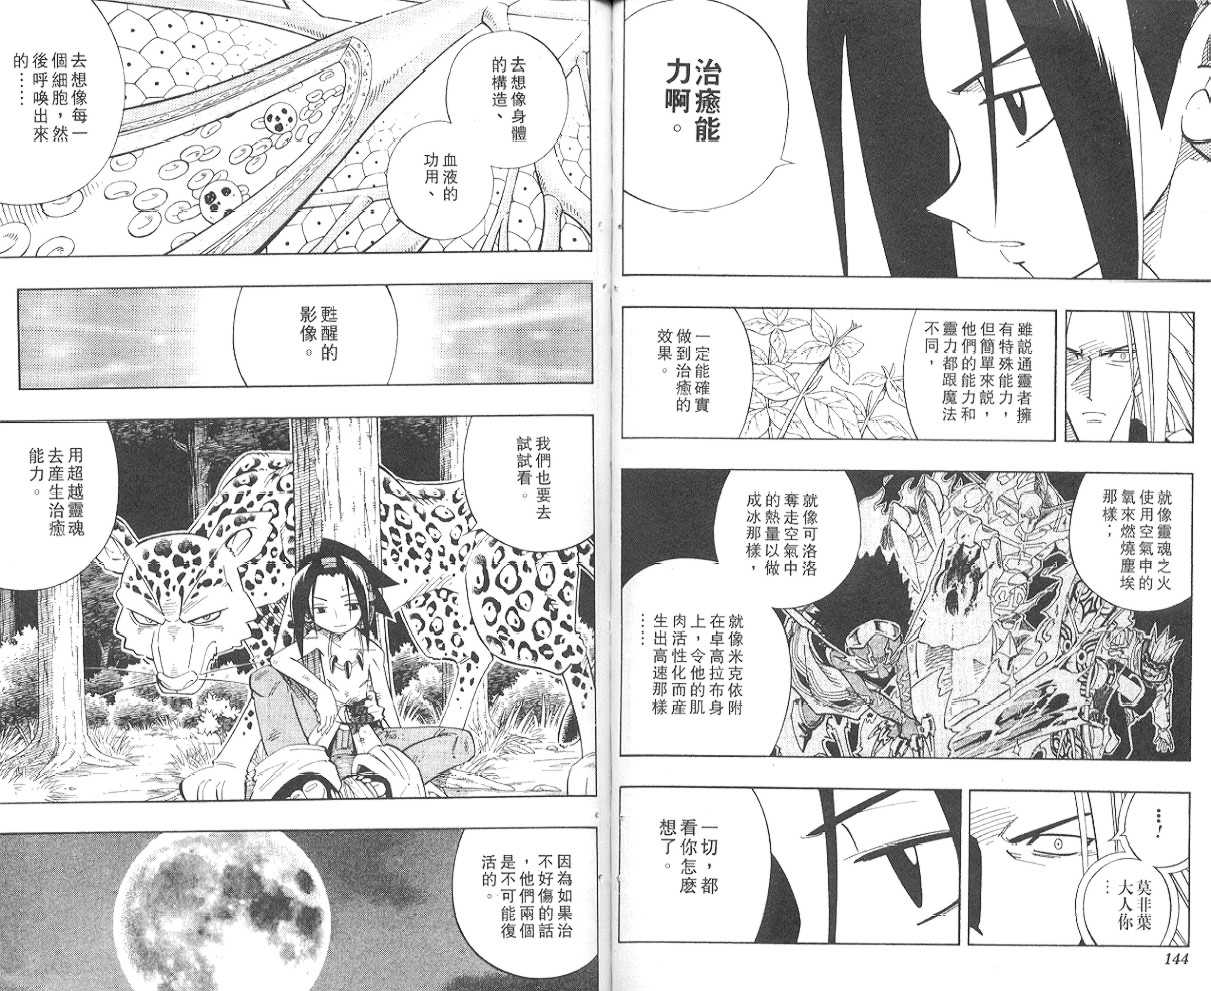 治癒能
力啊。
雖説通靈者擁
有特殊能力，
但簡單来説，
他們的能力和
靈力都跟魔法
不同，
一定能確實
做到治癒的
效果。
就像靈魂之火
使用空氣申的
氧來燃燒塵埃
那樣；
就像可洛洛
奪走空氣中
的熱量以做
成冰那樣，
就像米克依附
在卓高拉布身
上，令他的肌
肉活性化而産
生出高速那樣
……
…！
莫非葉
大人你
…
一切，都
看你怎麽
想了。
144
去想像身體
的構造、
血液的
功用、
去想像每一
個細胞，然
後呼喚出來
的……
甦醒的
影像。
我們也要去
試試看。
用超越靈魂
去産生治癒
能力。
因為如果治
不好傷的話
，他們兩個
是不可能復
活的。